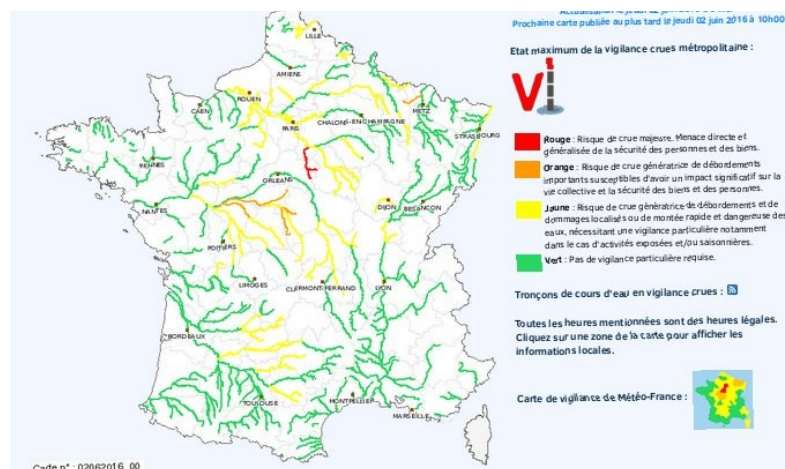 Prochaine carte publiée au plus tard le jeudi 02 juin 2016 à 10h00
Etat maximum de la vigilance crues métropolitaine :
Vi
Rouge : Risque de crue majeure. Menace directe et
généralisée de la sécurité des personnes et des biens.
Orange : Risque de crue génératrice de débordements
importants susceptibles d'avoir un impact significatif sur la
vie collective et la sécurité des biens et des personnes.
Jaune : Risque de crue génératrice de débordements et de
dommages localisés ou de montée rapide et dangereuse des
eaux, nécessitant une vigilance particulière notamment
dans le cas d'activités exposées et/ou saisonnières.
Vert : Pas de vigilance particulière requise.
Tronçons de cours d'eau en vigilance crues :
Toutes les heures mentionnées sont des heures légales.
Cliquez sur une zone de la carte pour afficher les
informations locales.
Carte de vigilance de Météo-France :
LILLE
AMIENS
ROUEN
CAEN
METZ
PARIS
CHALONS-EN-CHAMPAGNE
STRASBOURG
RENNES
ORLEANS
NANTES
DIJON
BESANCON
POITIERS
LIMOGES
CLERMONT-FERRAND
LYON
BORDEAUX
TOULOUSE
MONTPELLIER
MARSEILLE
Carte n° : 02062016_00